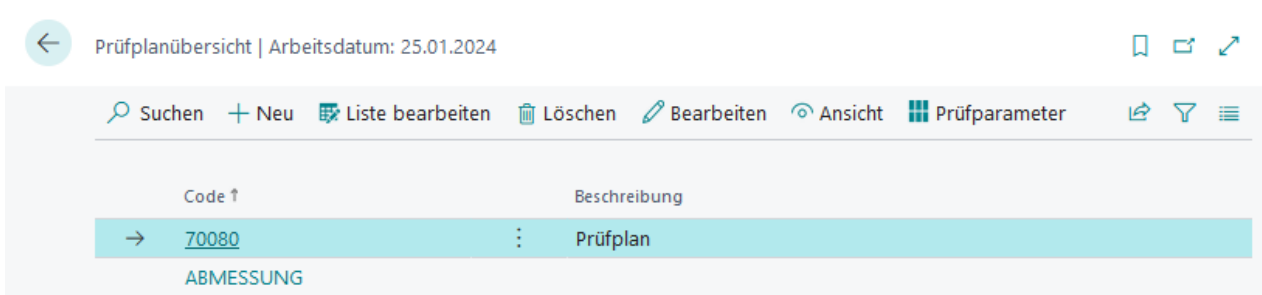 Prüfplanübersicht | Arbeitsdatum: 25.01.2024
Suchen Neu Liste bearbeiten Löschen Bearbeiten Ansicht Prüfparameter
Code↑ Beschreibung
70080 Prüfplan
ABMESSUNG